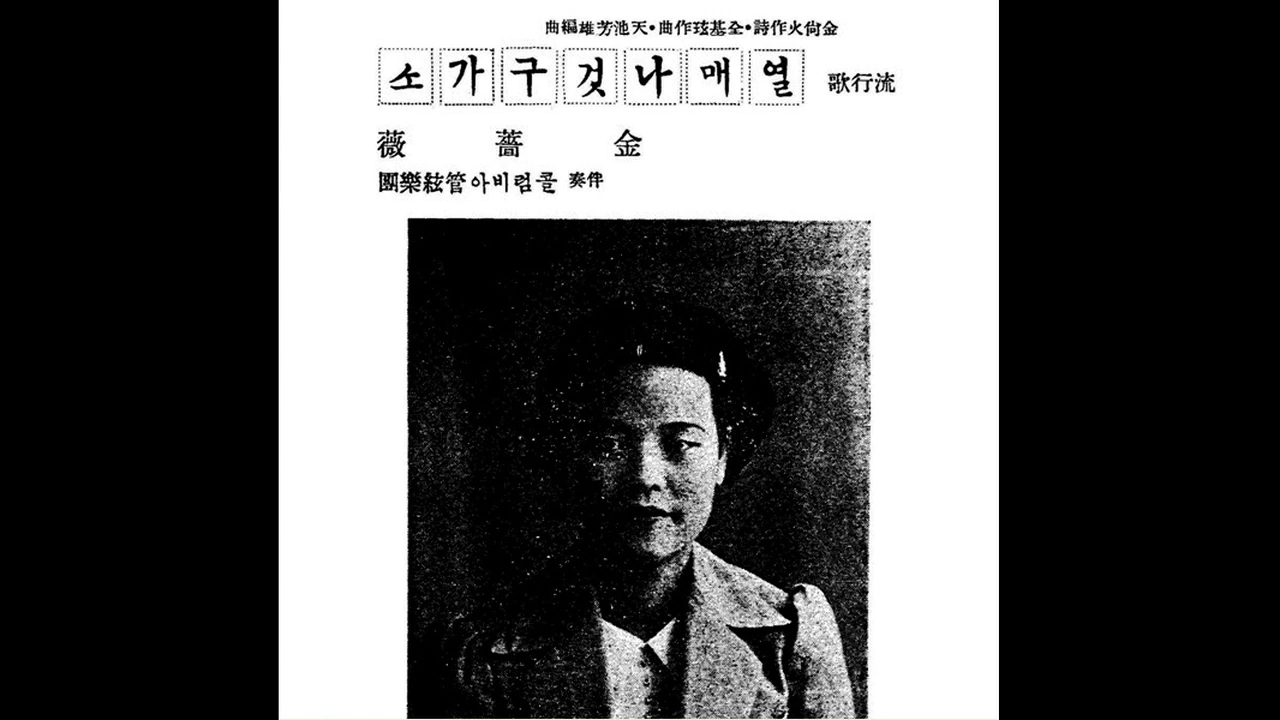 金尙火作詩•全基玹作曲•天池芳雄編曲
流行歌 열매나것구가소
金 薔 薇
伴奏 콜럼비아管絃樂團